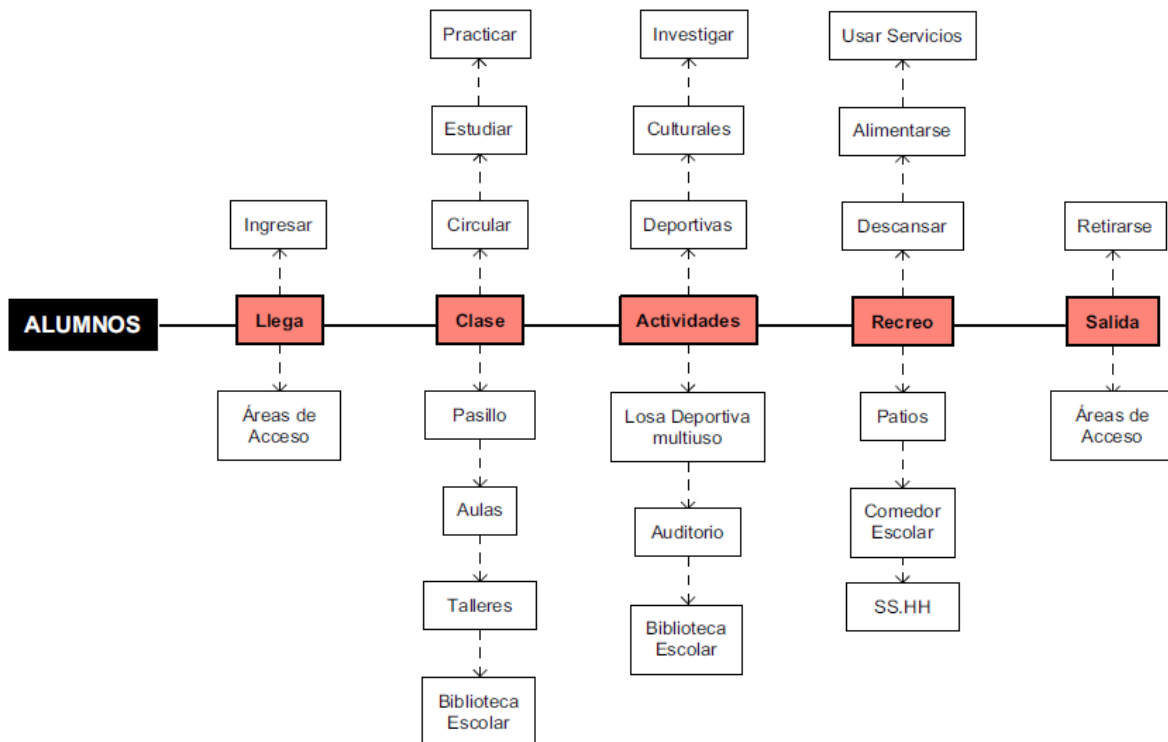 Practicar
Investigar
Usar Servicios
Estudiar
Culturales
Alimentarse
Ingresar
Circular
Deportivas
Descansar
Retirarse
ALUMNOS
Llega
Clase
Actividades
Recreo
Salida
Áreas de
Acceso
Pasillo
Losa Deportiva
multiuso
Patios
Áreas de
Acceso
Aulas
Auditorio
Comedor
Escolar
Talleres
Biblioteca
Escolar
SS.HH
Biblioteca
Escolar